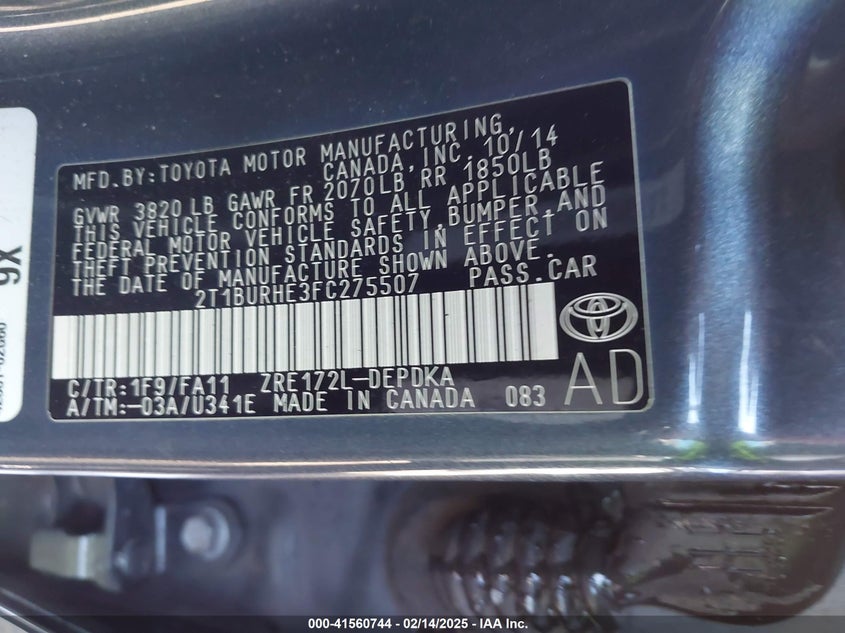 MFD.BY:TOYOTA MOTOR MANUFACTURING,
CANADA,INC. 10/14
GVWR 3820 LB GAWR FR 2070LB RR 1850LB
THIS VEHICLE CONFORMS TO ALL APPLICABLE
FEDERAL MOTOR VEHICLE SAFETY,BUMPER AND
THEFT PREVENTION STANDARDS IN EFFECT ON
THE DATE OF MANUFACTURE SHOWN ABOVE.
2T1BURHE3FC275507 PASS.CAR
C/TR:1F9/FA11 ZRE172L-DEPDKA
A/TM:-03A/U341E MADE IN CANADA 083
AD
9X
000-41560744 — 02/14/2025 — IAA Inc.